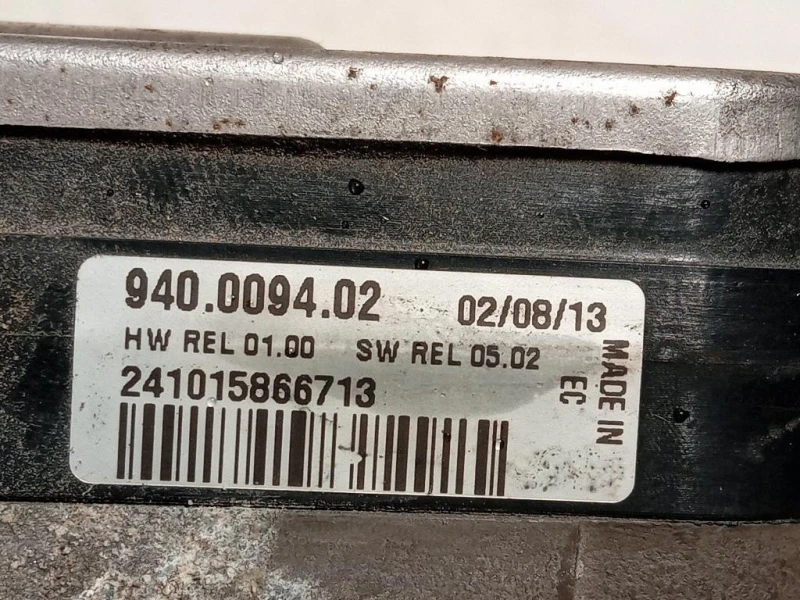 940.0094.02 02/08/13
HW REL 01.00 SW REL 05.02
241015866713
MADE IN
EC